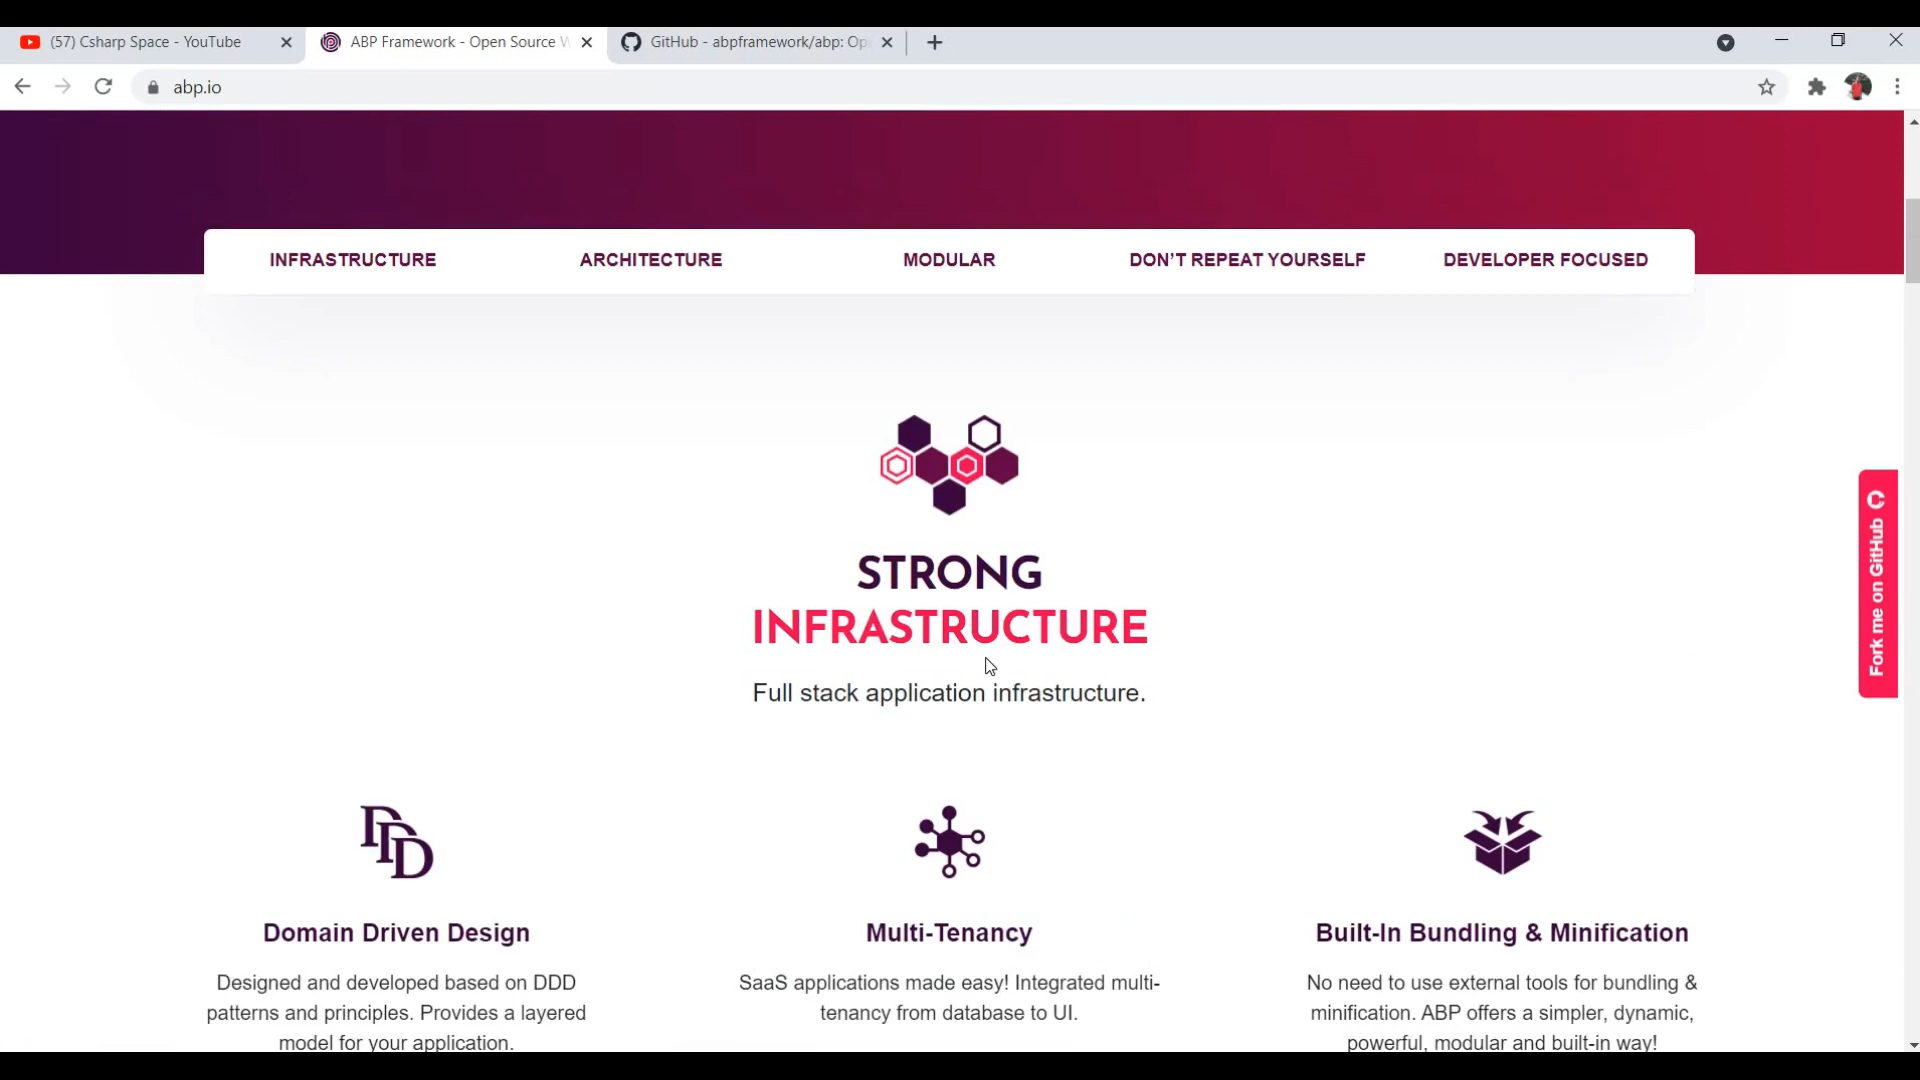 (57) Csharp Space - YouTube
ABP Framework - Open Source W
GitHub - abpframework/abp: Op
abp.io
INFRASTRUCTURE
ARCHITECTURE
MODULAR
DON’T REPEAT YOURSELF
DEVELOPER FOCUSED
STRONG
INFRASTRUCTURE
Full stack application infrastructure.
Fork me on GitHub
DDD
Domain Driven Design
Designed and developed based on DDD
patterns and principles. Provides a layered
model for your application.
Multi-Tenancy
SaaS applications made easy! Integrated multi-
tenancy from database to UI.
Built-In Bundling & Minification
No need to use external tools for bundling &
minification. ABP offers a simpler, dynamic,
powerful, modular and built-in way!